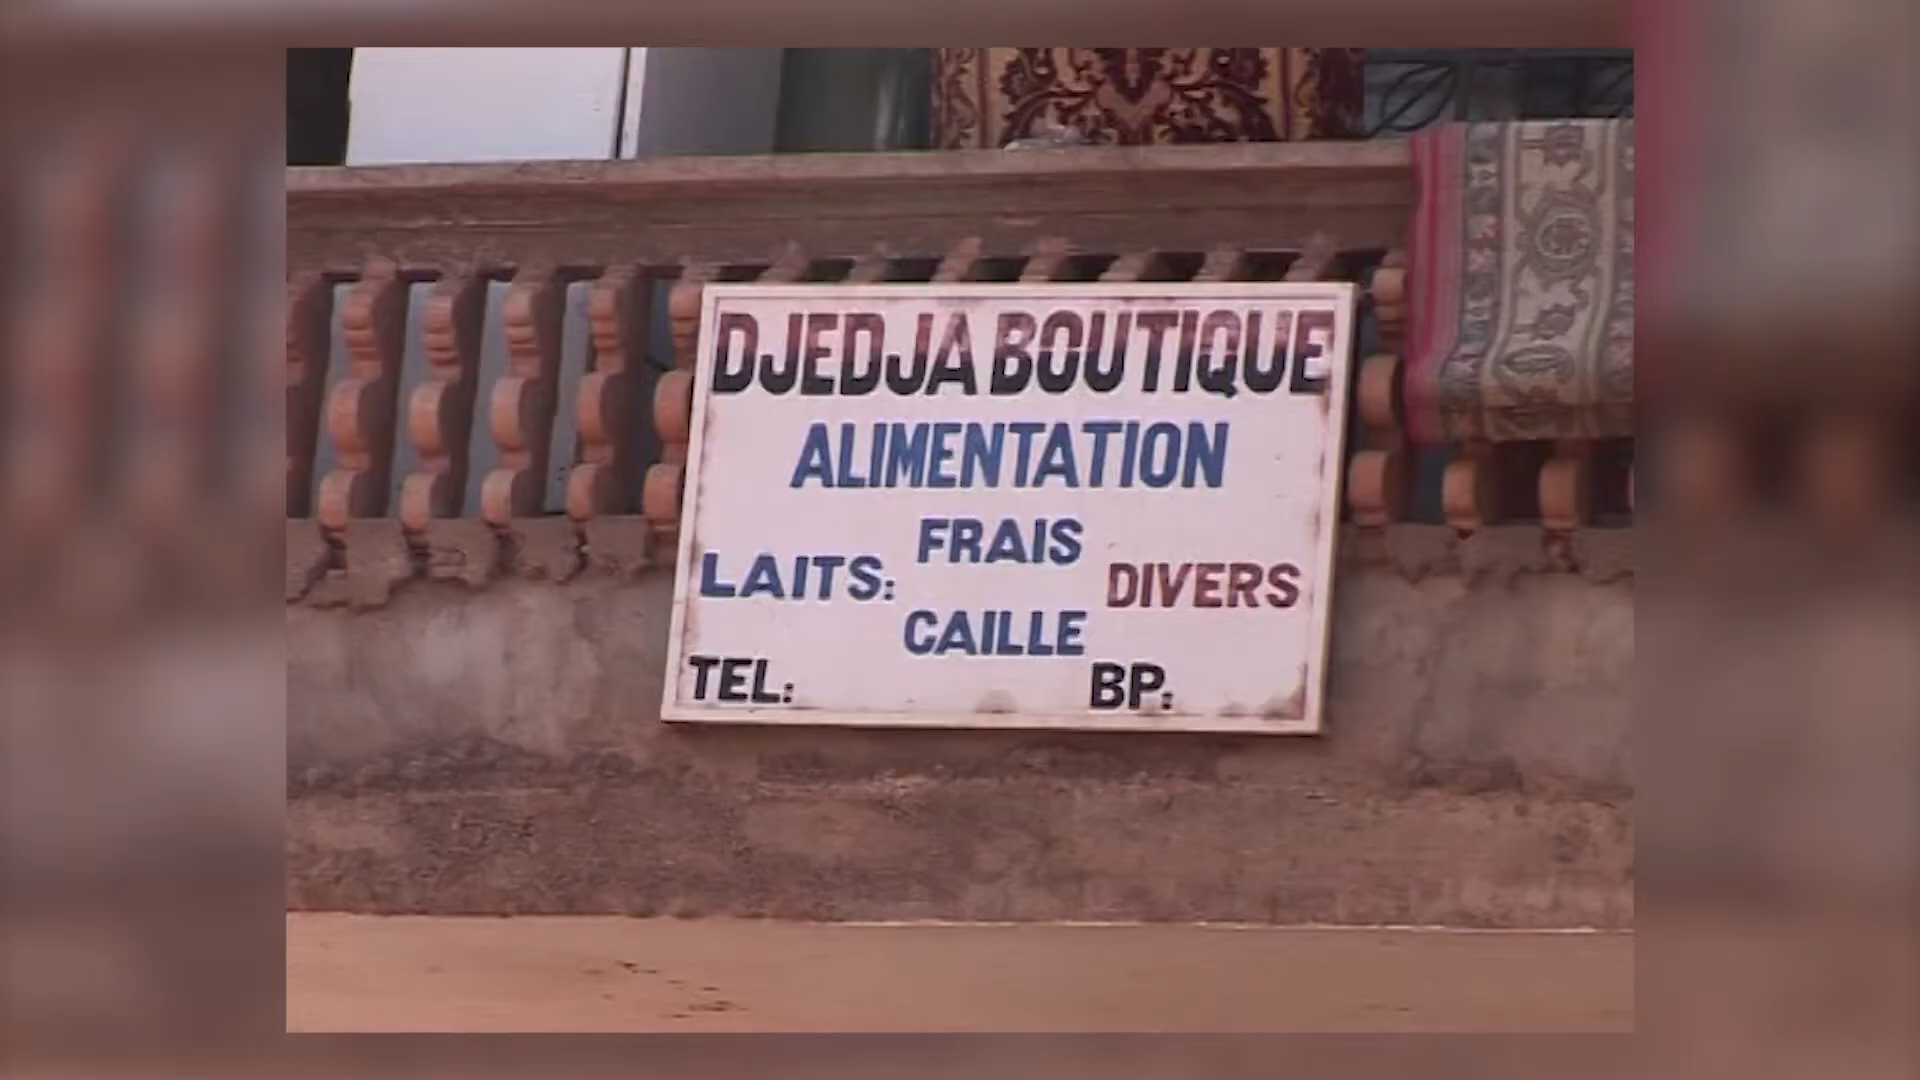 DJEDJA BOUTIQUE
ALIMENTATION
FRAIS
LAITS: DIVERS
CAILLE
TEL: BP: